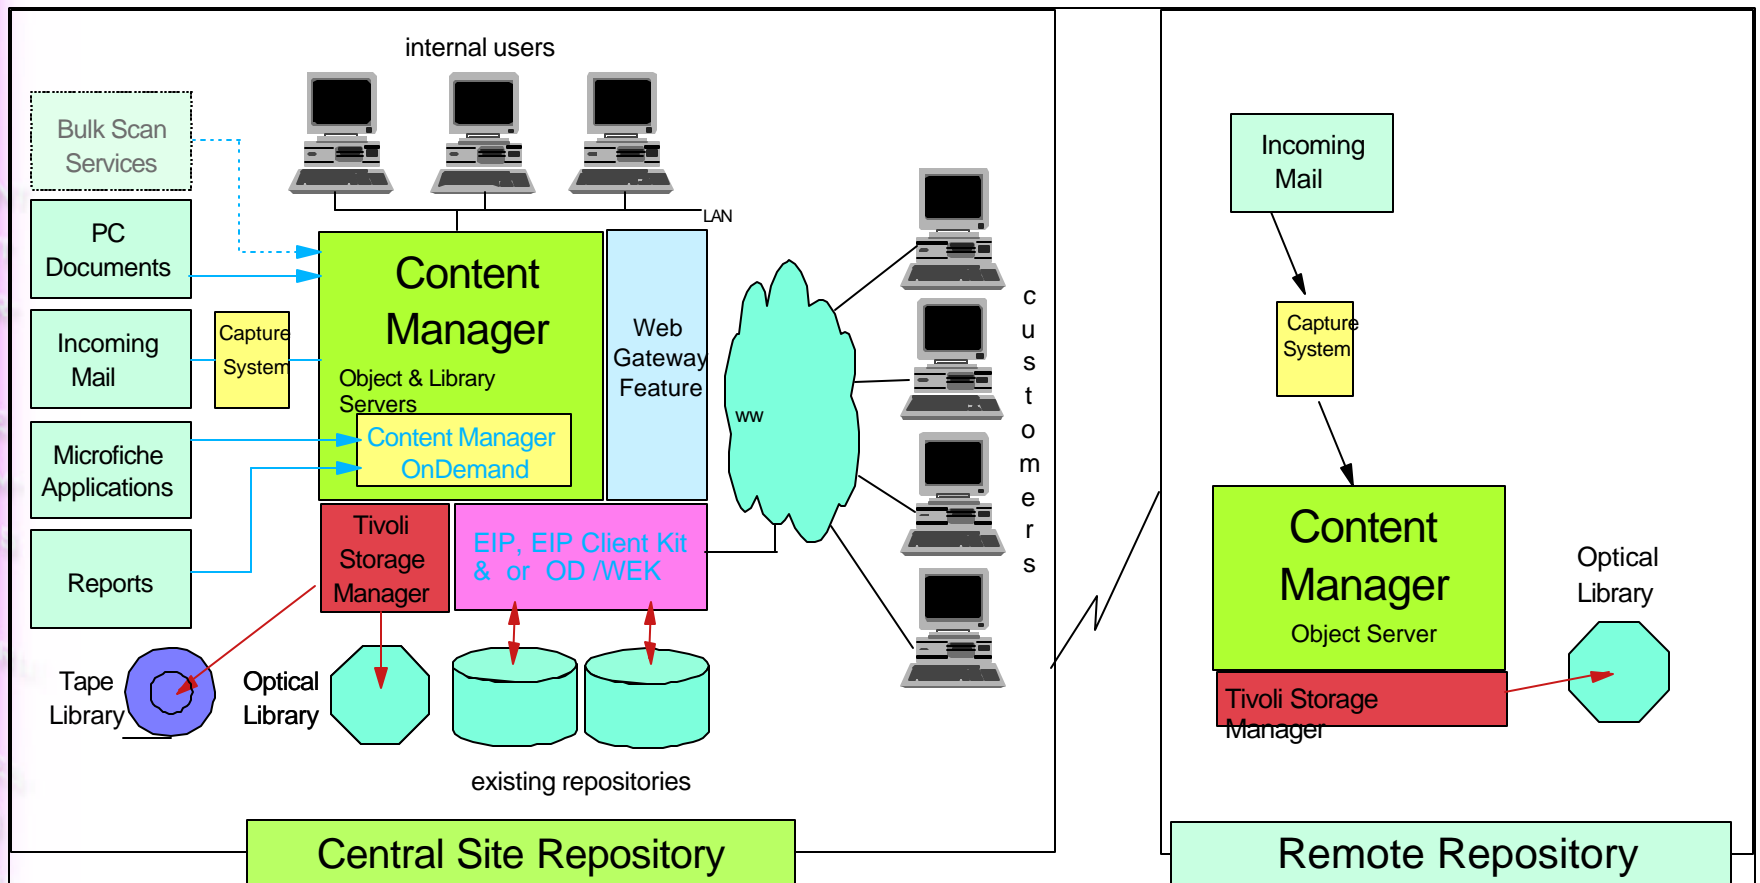 internal users
Bulk Scan
Services
PC
Documents
Incoming
Mail
Microfiche
Applications
Reports
Capture
System
LAN
Content
Manager
Object & Library
Servers
Content Manager
OnDemand
Web
Gateway
Feature
Tivoli
Storage
Manager
EIP, EIP Client Kit
& or OD /WEK
ww
customers
Tape
Library
Optical
Library
existing repositories
Central Site Repository
Incoming
Mail
Capture
System
Content
Manager
Object Server
Tivoli Storage
Manager
Optical
Library
Remote Repository